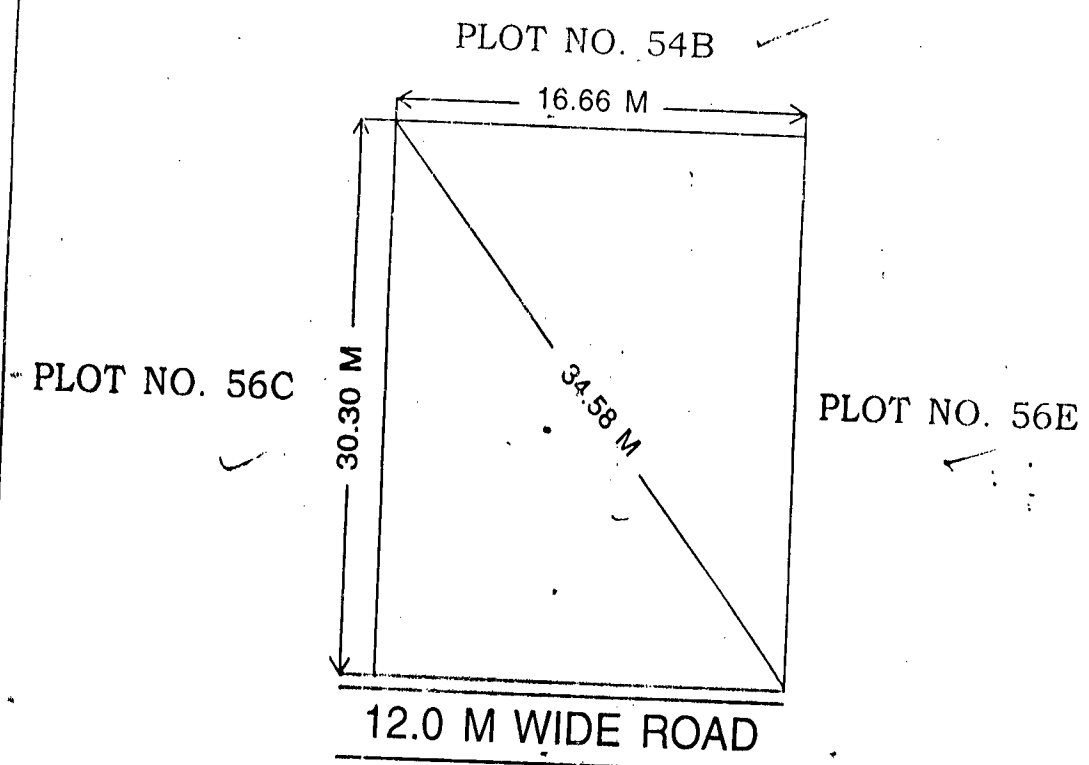 PLOT NO. 54B
16.66 M
PLOT NO. 56C
30.30 M
34.58 M
PLOT NO. 56E
12.0 M WIDE ROAD